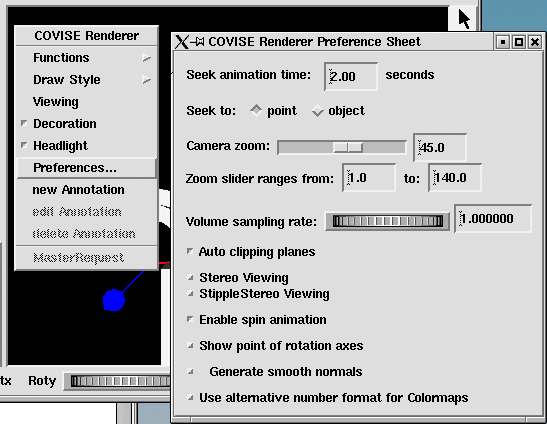 COVISE Renderer
Functions
Draw Style
Viewing
Decoration
Headlight
Preferences...
new Annotation
edit Annotation
delete Annotation
MasterRequest
tx Roty
COVISE Renderer Preference Sheet
Seek animation time: 2.00 seconds
Seek to: point object
Camera zoom: 45.0
Zoom slider ranges from: 1.0 to: 140.0
Volume sampling rate: 1.000000
Auto clipping planes
Stereo Viewing
StippleStereo Viewing
Enable spin animation
Show point of rotation axes
Generate smooth normals
Use alternative number format for Colormaps